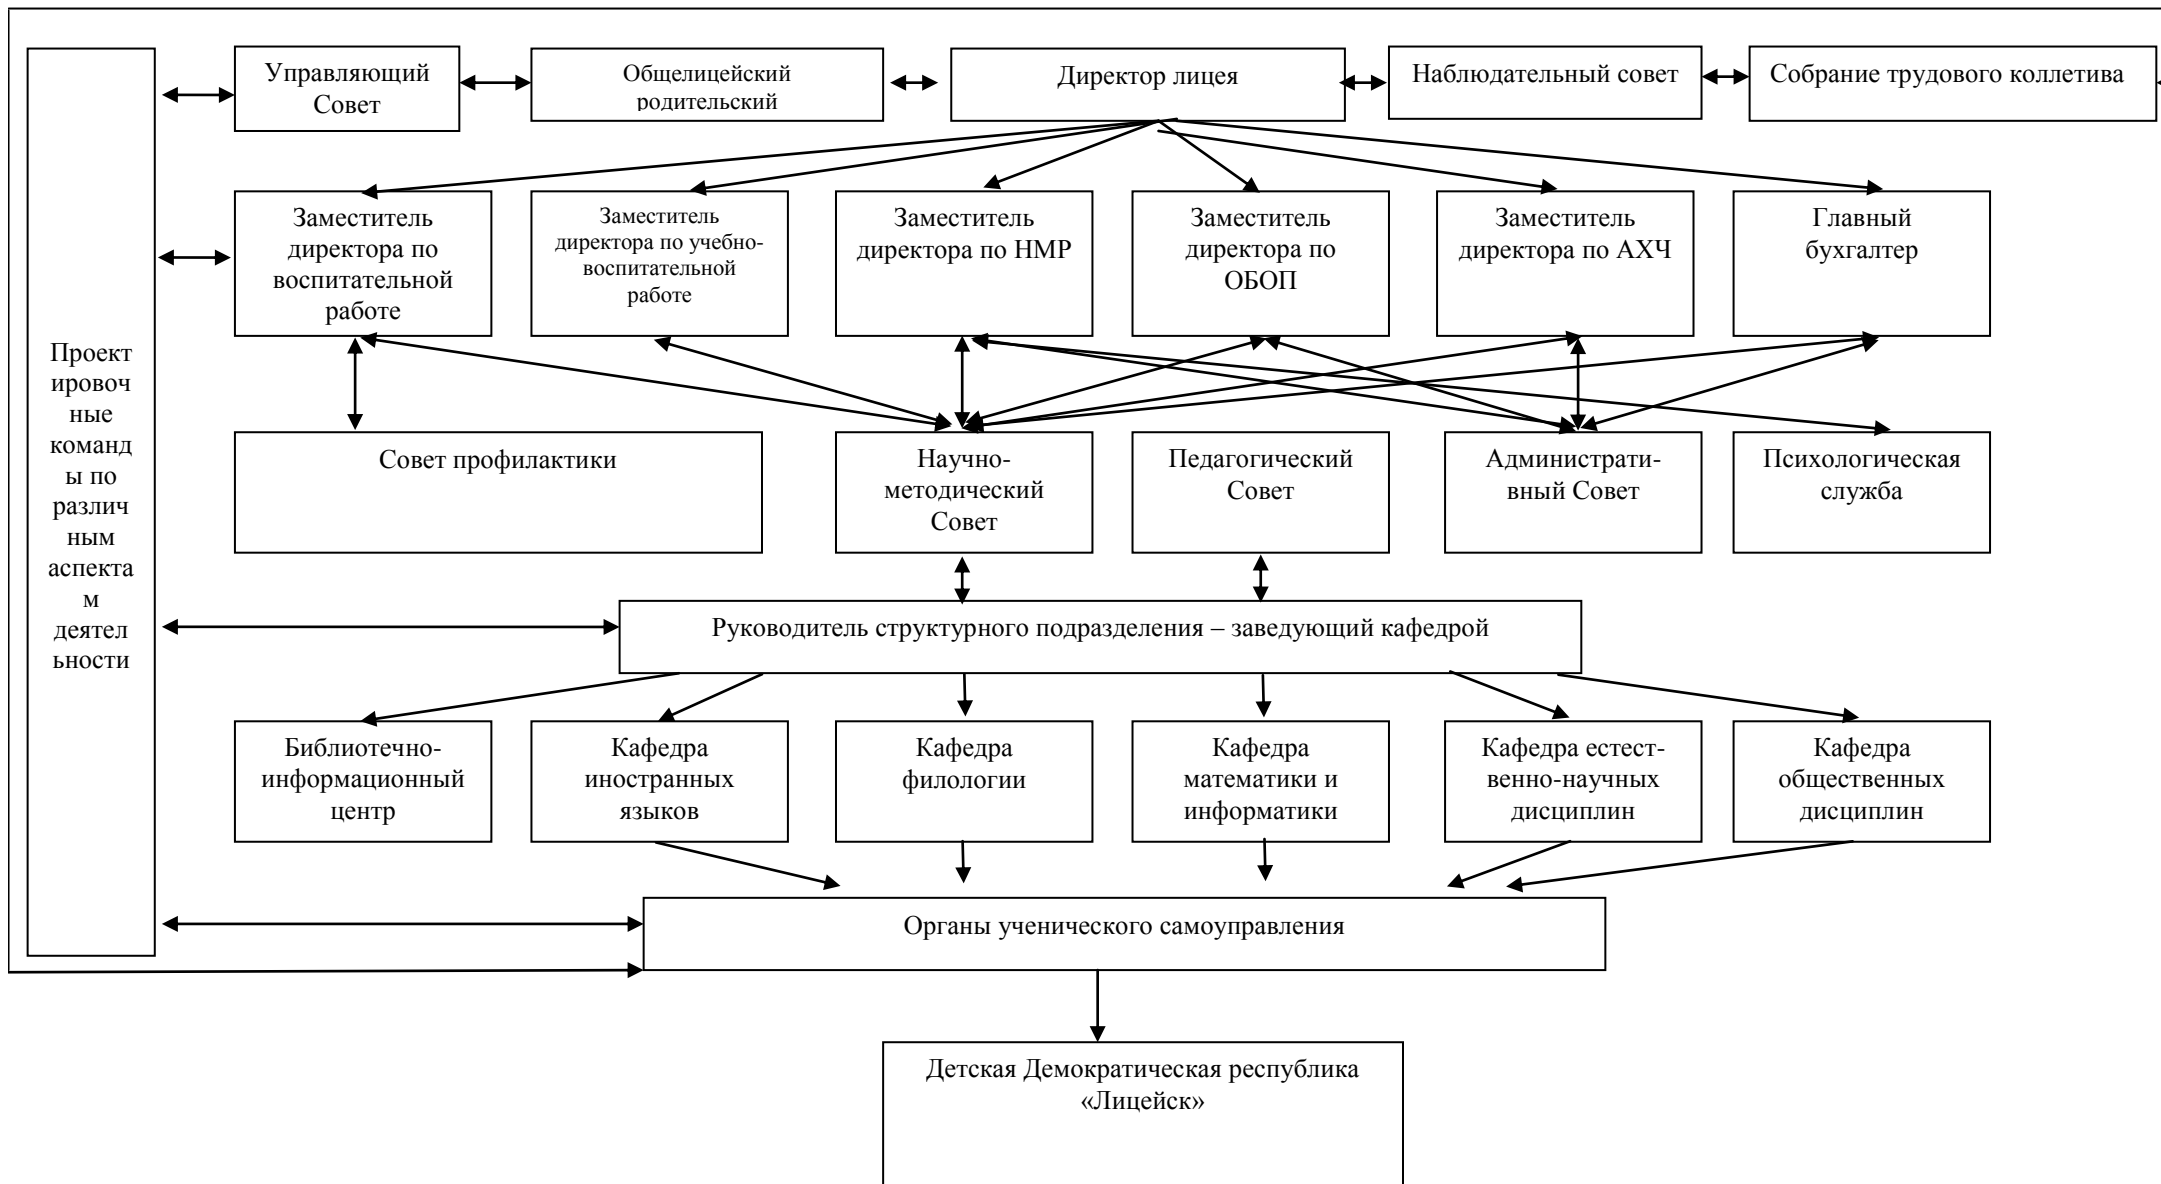 Управляющий
Совет
Общелицейский
родительский
Директор лицея
Наблюдательный совет
Собрание трудового коллетива
Заместитель
директора по
воспитательной
работе
Заместитель
директора по учебно-
воспитательной
работе
Заместитель
директора по НМР
Заместитель
директора по
ОБОП
Заместитель
директора по АХЧ
Главный
бухгалтер
Проект
ировоч
ные
команд
ы по
различ
ным
аспекта
м
деятел
ьности
Совет профилактики
Научно-
методический
Совет
Педагогический
Совет
Администрати-
вный Совет
Психологическая
служба
Руководитель структурного подразделения – заведующий кафедрой
Библиотечно-
информационный
центр
Кафедра
иностранных
языков
Кафедра
филологии
Кафедра
математики и
информатики
Кафедра естест-
венно-научных
дисциплин
Кафедра
общественных
дисциплин
Органы ученического самоуправления
Детская Демократическая республика
«Лицейск»